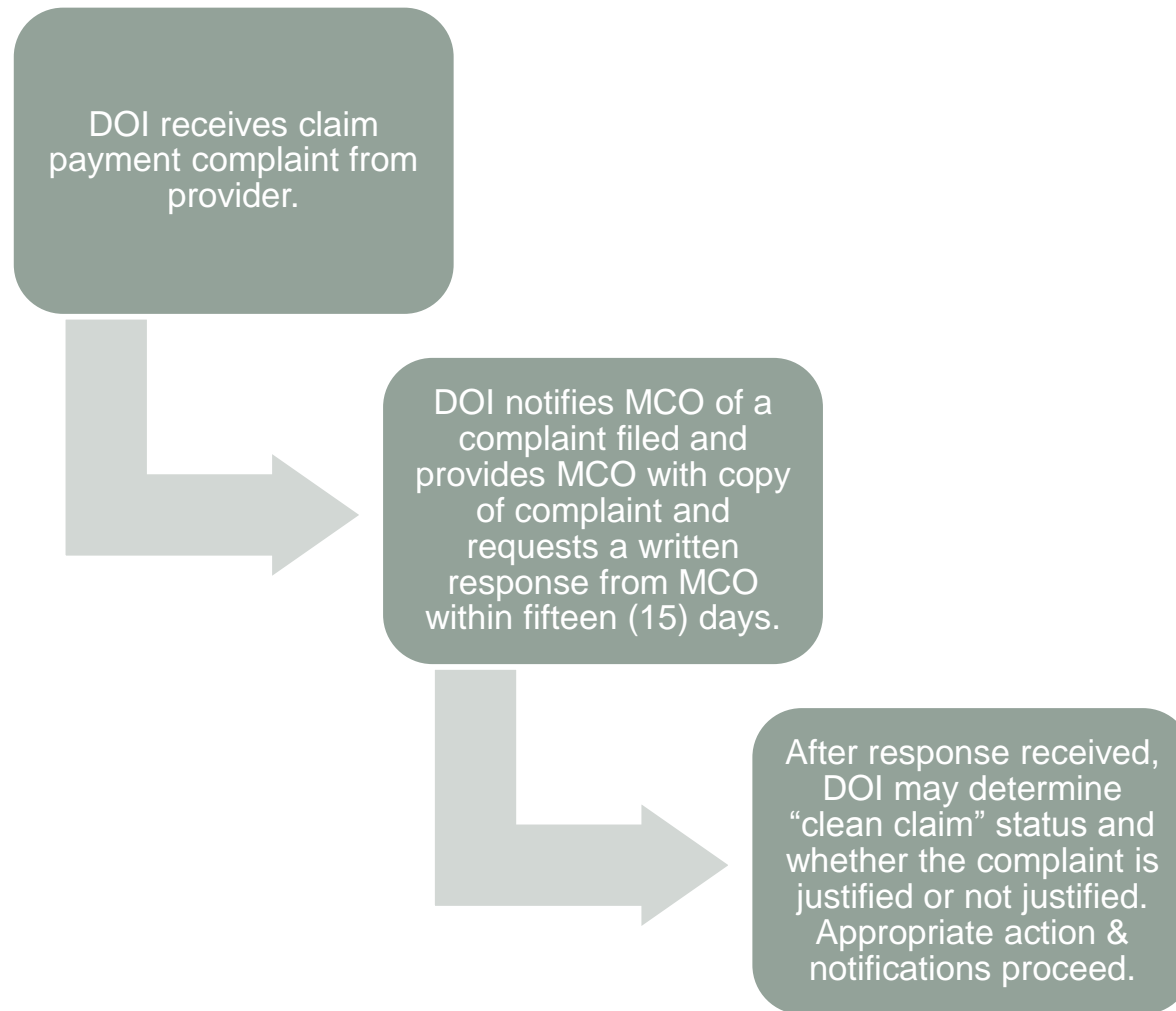 DOI receives claim
payment complaint from
provider.
DOI notifies MCO of a
complaint filed and
provides MCO with copy
of complaint and
requests a written
response from MCO
within fifteen (15) days.
After response received,
DOI may determine
“clean claim” status and
whether the complaint is
justified or not justified.
Appropriate action &
notifications proceed.